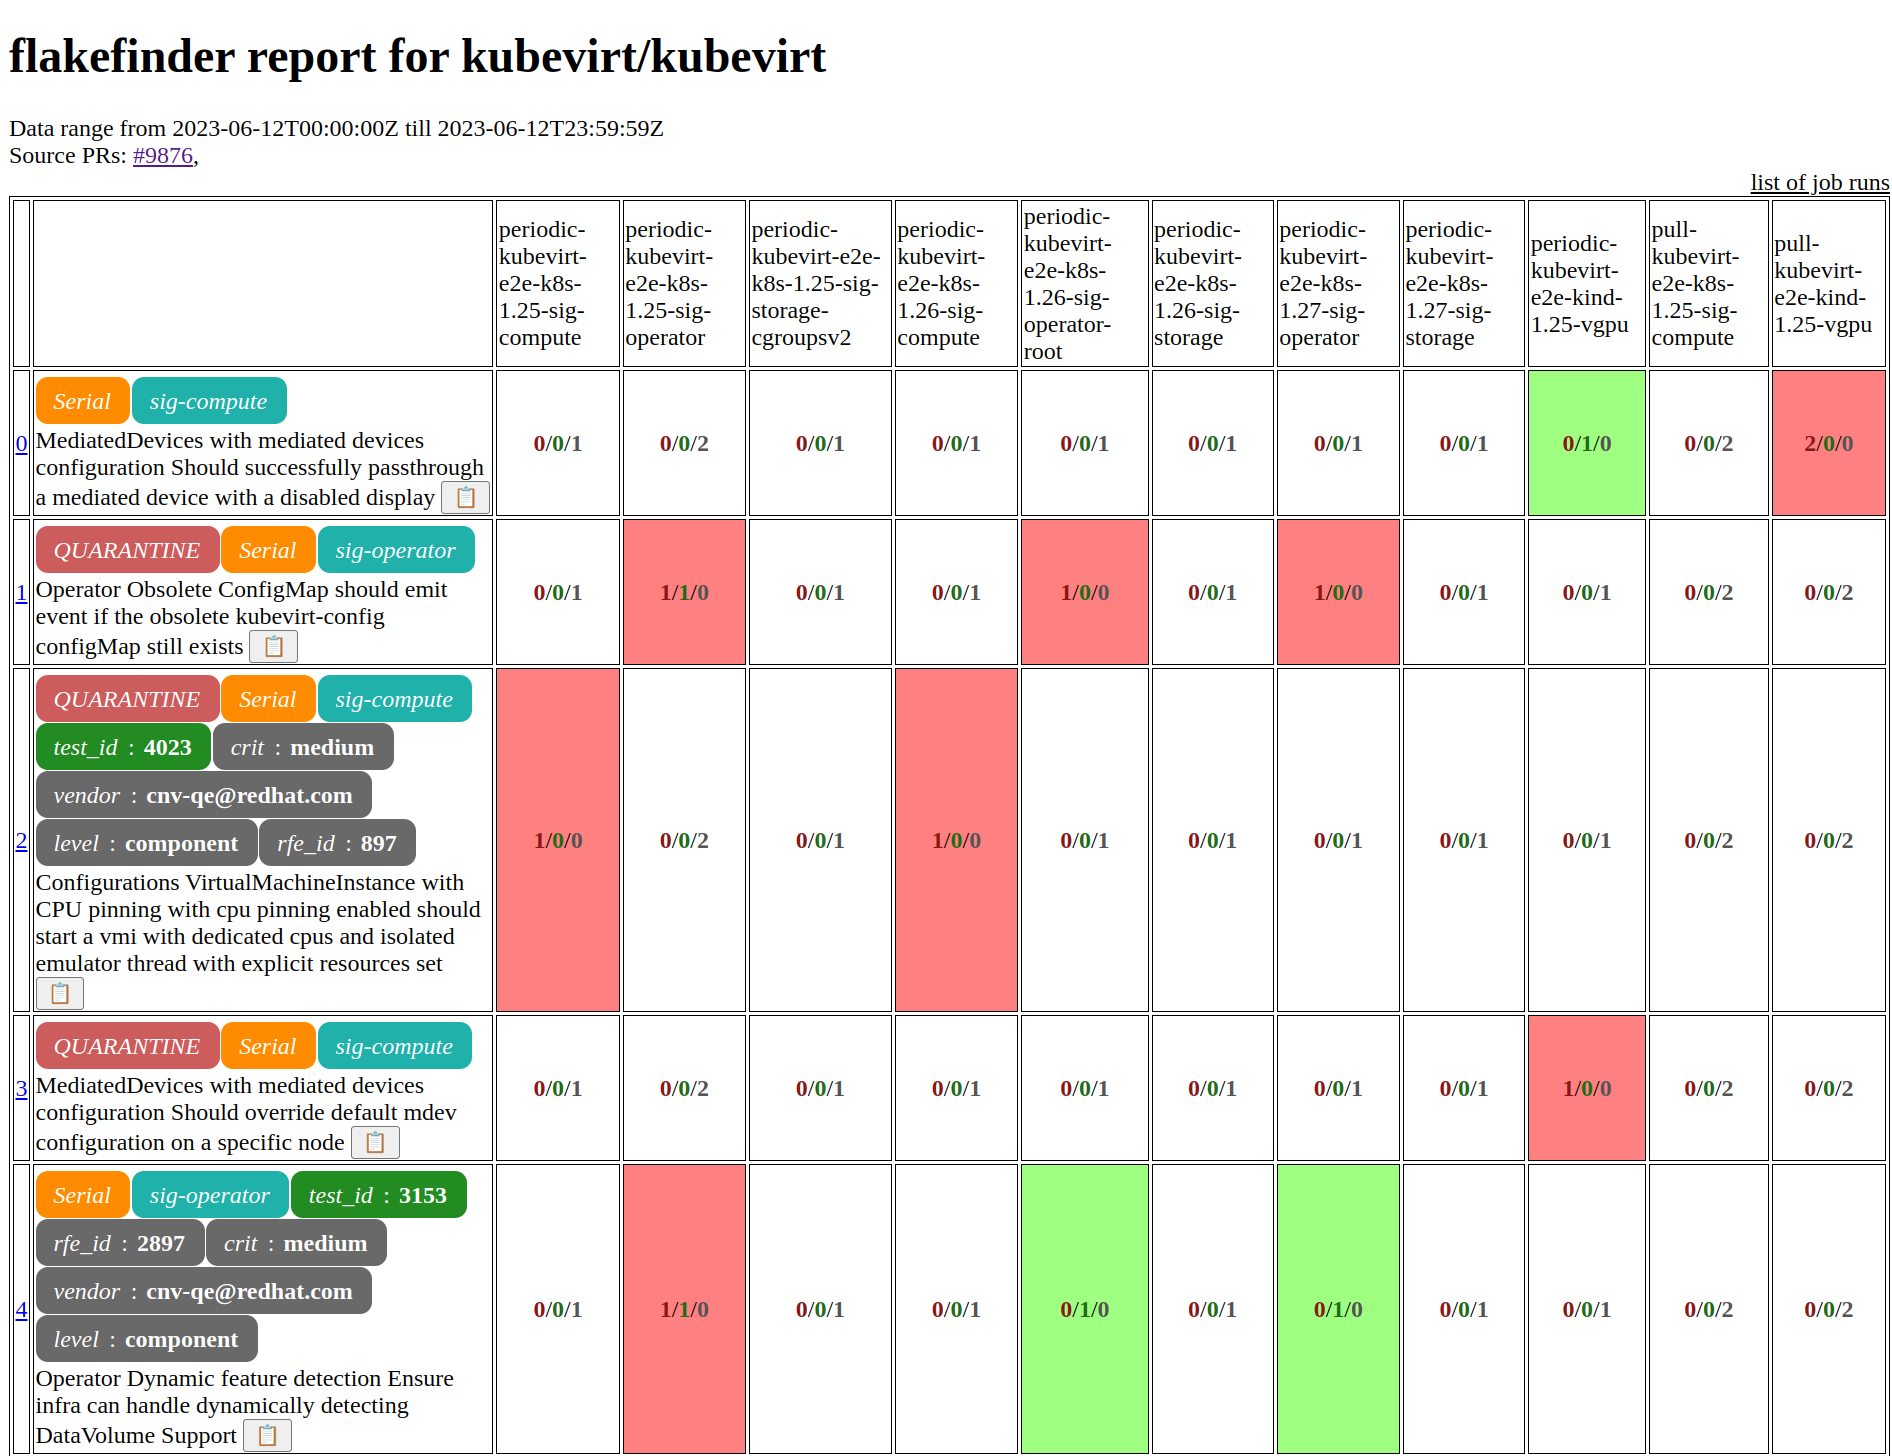 flakefinder report for kubevirt/kubevirt
Data range from 2023-06-12T00:00:00Z till 2023-06-12T23:59:59Z
Source PRs: #9876,
list of job runs
periodic-
kubevirt-
e2e-k8s-
1.25-sig-
compute
periodic-
kubevirt-
e2e-k8s-
1.25-sig-
operator
periodic-
kubevirt-e2e-
k8s-1.25-sig-
storage-
cgroupsv2
periodic-
kubevirt-
e2e-k8s-
1.26-sig-
compute
periodic-
kubevirt-
e2e-k8s-
1.26-sig-
operator-
root
periodic-
kubevirt-
e2e-k8s-
1.26-sig-
storage
periodic-
kubevirt-
e2e-k8s-
1.27-sig-
operator
periodic-
kubevirt-
e2e-k8s-
1.27-sig-
storage
periodic-
kubevirt-
e2e-kind-
1.25-vgpu
pull-
kubevirt-
e2e-k8s-
1.25-sig-
compute
pull-
kubevirt-
e2e-kind-
1.25-vgpu
0
Serial sig-compute
MediatedDevices with mediated devices
configuration Should successfully passthrough
a mediated device with a disabled display
0/0/1 0/0/2 0/0/1 0/0/1 0/0/1 0/0/1 0/0/1 0/0/1 0/1/0 0/0/2 2/0/0
1
QUARANTINE Serial sig-operator
Operator Obsolete ConfigMap should emit
event if the obsolete kubevirt-config
configMap still exists
0/0/1 1/1/0 0/0/1 0/0/1 1/0/0 0/0/1 1/0/0 0/0/1 0/0/1 0/0/2 0/0/2
2
QUARANTINE Serial sig-compute
test_id : 4023 crit : medium
vendor : cnv-qe@redhat.com
level : component rfe_id : 897
Configurations VirtualMachineInstance with
CPU pinning with cpu pinning enabled should
start a vmi with dedicated cpus and isolated
emulator thread with explicit resources set
1/0/0 0/0/2 0/0/1 1/0/0 0/0/1 0/0/1 0/0/1 0/0/1 0/0/1 0/0/2 0/0/2
3
QUARANTINE Serial sig-compute
MediatedDevices with mediated devices
configuration Should override default mdev
configuration on a specific node
0/0/1 0/0/2 0/0/1 0/0/1 0/0/1 0/0/1 0/0/1 0/0/1 1/0/0 0/0/2 0/0/2
4
Serial sig-operator test_id : 3153
rfe_id : 2897 crit : medium
vendor : cnv-qe@redhat.com
level : component
Operator Dynamic feature detection Ensure
infra can handle dynamically detecting
DataVolume Support
0/0/1 1/1/0 0/0/1 0/0/1 0/1/0 0/0/1 0/1/0 0/0/1 0/0/1 0/0/2 0/0/2